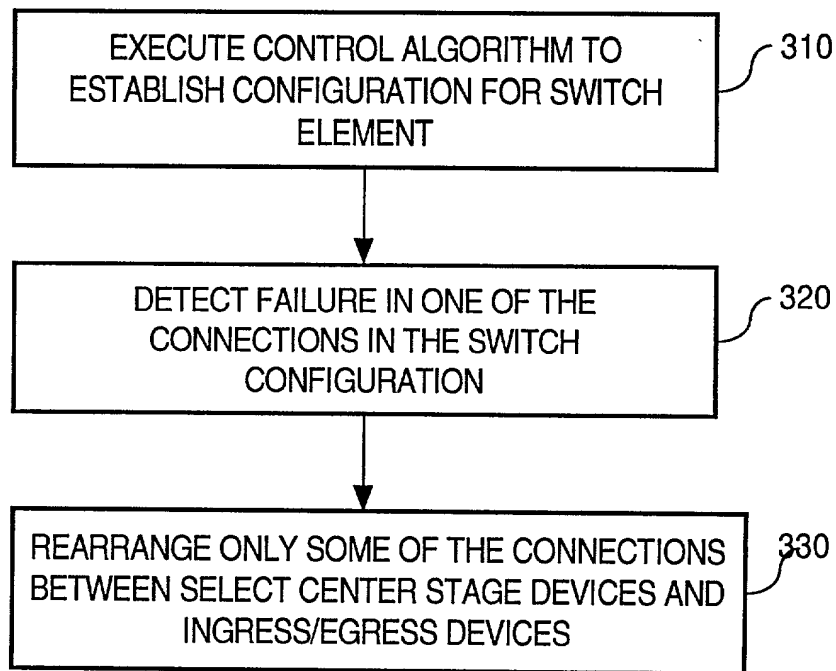 EXECUTE CONTROL ALGORITHM TO
ESTABLISH CONFIGURATION FOR SWITCH
ELEMENT
310
DETECT FAILURE IN ONE OF THE
CONNECTIONS IN THE SWITCH
CONFIGURATION
320
REARRANGE ONLY SOME OF THE CONNECTIONS
BETWEEN SELECT CENTER STAGE DEVICES AND
INGRESS/EGRESS DEVICES
330